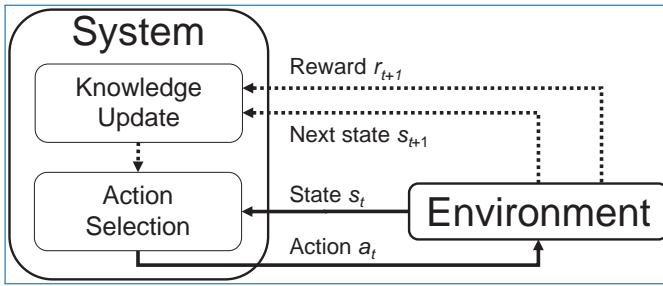 System
Knowledge
Update
Action
Selection
Reward r_{t+1}
Next state s_{t+1}
State s_t
Action a_t
Environment